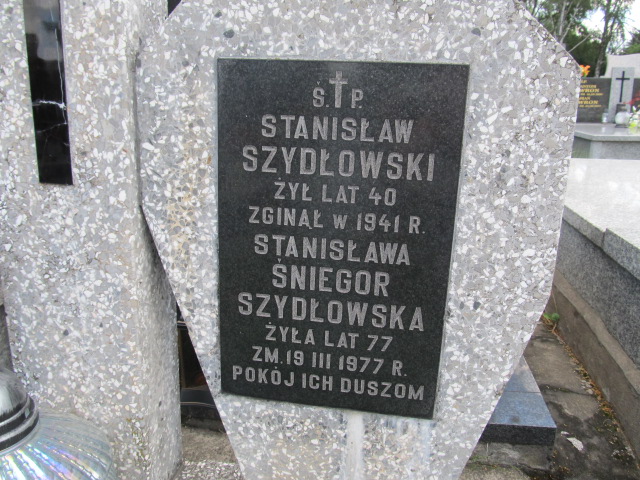 Ś. P.
STANISŁAW
SZYDŁOWSKI
ŻYŁ LAT 40
ZGINĄŁ W 1941 R.
STANISŁAWA
ŚNIEGOR
SZYDŁOWSKA
ŻYŁA LAT 77
ZM. 19 III 1977 R.
POKÓJ ICH DUSZOM